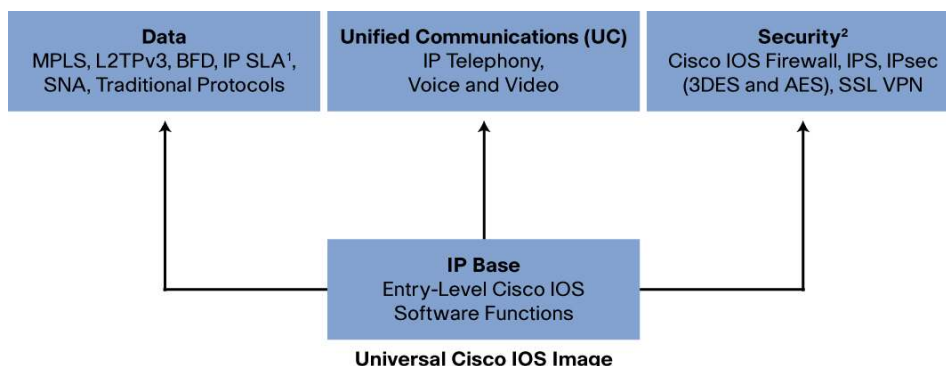 Data
MPLS, L2TPv3, BFD, IP SLA¹,
SNA, Traditional Protocols
Unified Communications (UC)
IP Telephony,
Voice and Video
Security²
Cisco IOS Firewall, IPS, IPsec
(3DES and AES), SSL VPN
IP Base
Entry-Level Cisco IOS
Software Functions
Universal Cisco IOS Image